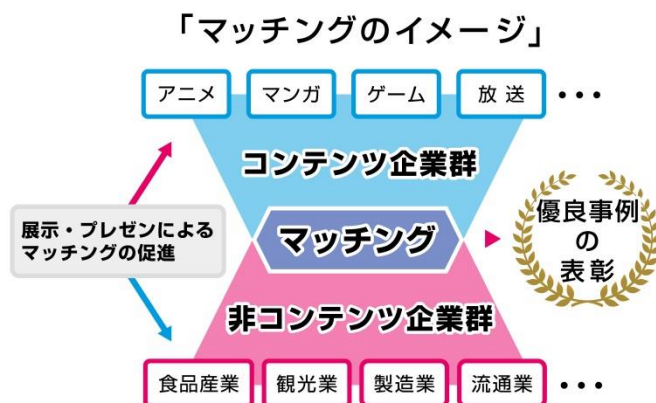 「マッチングのイメージ」
アニメ
マンガ
ゲーム
放送
•••
コンテンツ企業群
展示・プレゼンによる
マッチングの促進
マッチング
優良事例
の
表彰
非コンテンツ企業群
食品産業
観光業
製造業
流通業
•••